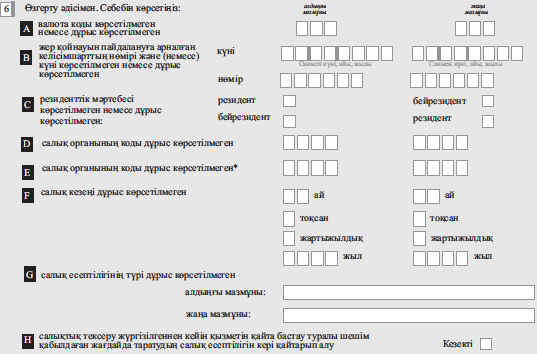 6 Өзгерту әдісімен. Себебін көрсетіңіз:
алдыңғы мазмұны
жаңа мазмұны
A валюта коды көрсетілмеген
немесе дұрыс көрсетілмеген
B жер қойнауын пайдалануға арналған
келісімшарттың нөмірі және (немесе)
күні көрсетілмеген немесе дұрыс
көрсетілмеген
күні
Санмен күні, айы, жылы
Санмен күні, айы, жылы
нөмір
C резиденттік мәртебесі
көрсетілмеген немесе дұрыс
көрсетілмеген:
резидент бейрезидент
бейрезидент резидент
D салық органының коды дұрыс көрсетілмеген
E салық органының коды дұрыс көрсетілмеген*
F салық кезеңі дұрыс көрсетілмеген
ай ай
тоқсан тоқсан
жартыжылдық жартыжылдық
жыл жыл
G салық есептілігінің түрі дұрыс көрсетілмеген
алдыңғы мазмұны:
жаңа мазмұны:
H салықтық тексеру жүргізілгеннен кейін қызметін қайта бастау туралы шешім
қабылдаған жағдайда таратудың салық есептілігін кері қайтарып алу
Кезекті